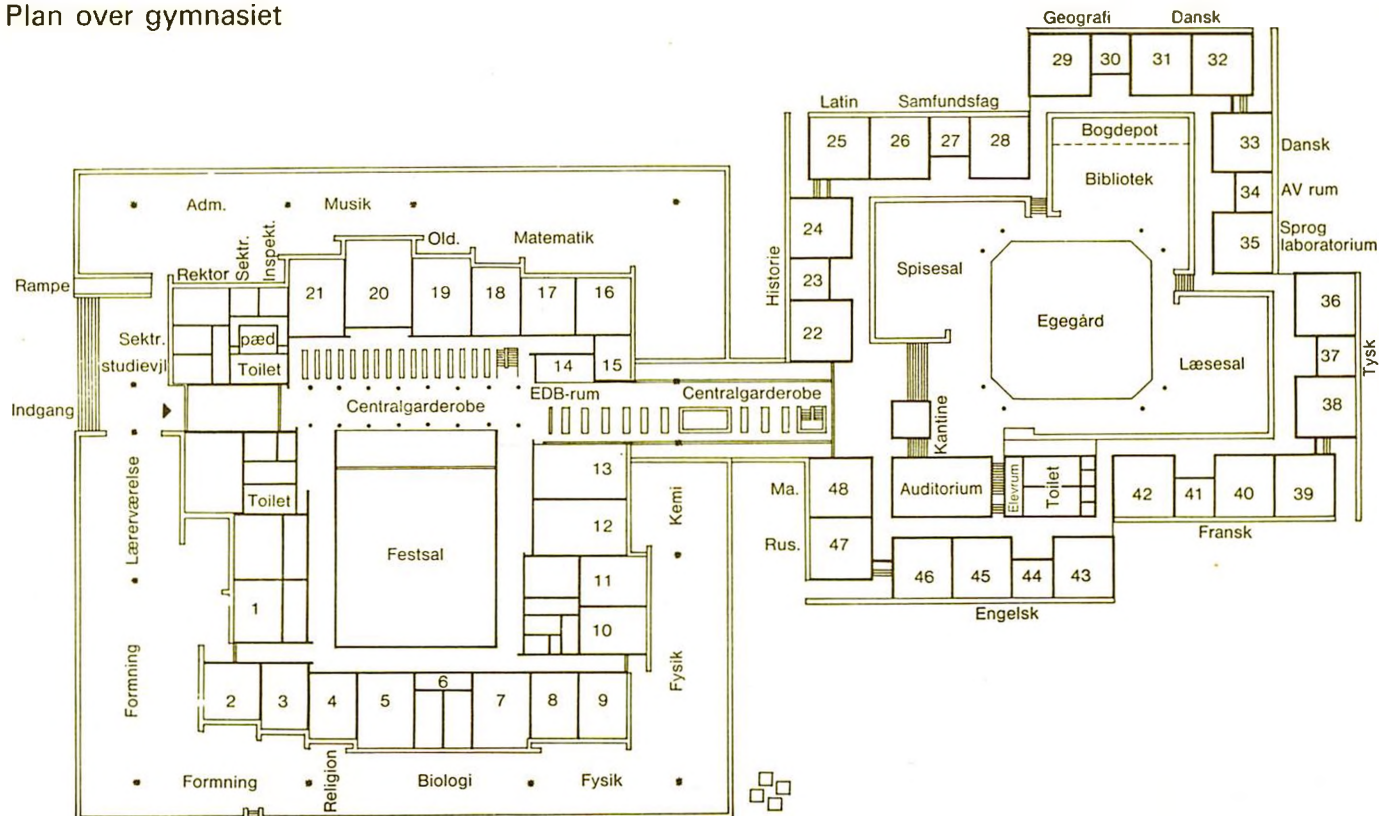 Plan over gymnasiet
Geografi
Dansk
29
30
31
32
Latin
Samfundsfag
25
26
27
28
Bogdepot
Bibliotek
33
Dansk
34
AV rum
35
Sprog
laboratorium
Historie
24
23
22
Spisesal
Egegård
Læsesal
36
37
38
Tysk
Kantine
Auditorium
Elevrum
Toilet
42
41
40
39
Fransk
Ma.
48
Rus.
47
46
45
44
43
Engelsk
Adm.
Musik
Old.
Matematik
Rektor
Sektr.
Inspekt.
Rampe
21
20
19
18
17
16
Sektr.
studievjl
pæd
Toilet
14
15
EDB-rum
Indgang
Centralgarderobe
Centralgarderobe
Lærerværelse
Toilet
13
12
Kemi
Festsal
11
10
1
Formning
Fysik
2
3
4
5
6
7
8
9
Formning
Religion
Biologi
Fysik